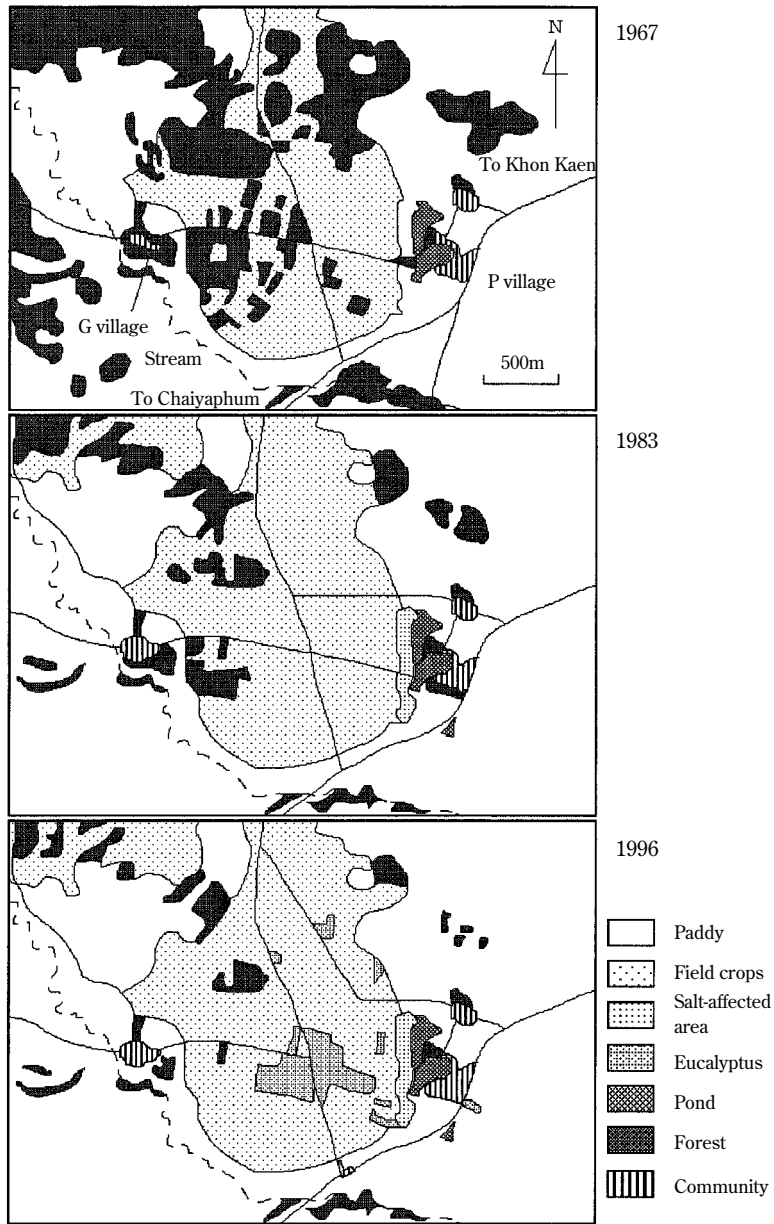 1967
N
To Khon Kaen
P village
G village
Stream
500m
To Chaiyaphum
1983
1996
Paddy
Field crops
Salt-affected
area
Eucalyptus
Pond
Forest
Community